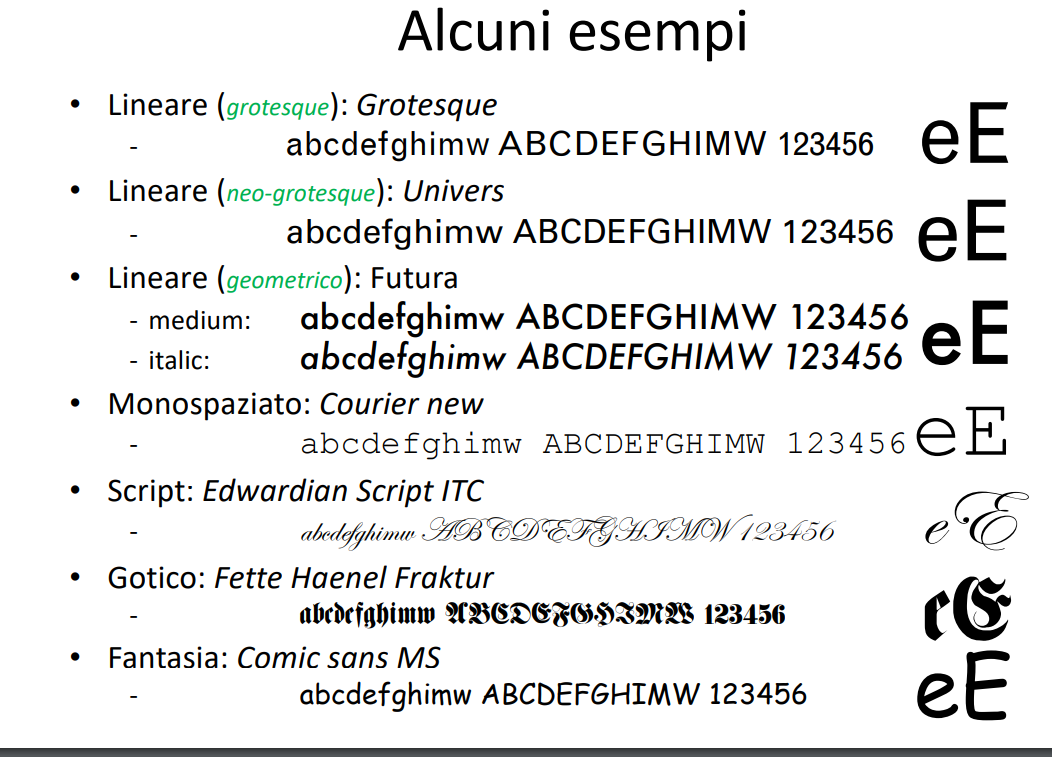 Alcuni esempi
• Lineare (grotesque): Grotesque
- abcdefghimw ABCDEFGHIMW 123456 eE
• Lineare (neo-grotesque): Univers
- abcdefghimw ABCDEFGHIMW 123456 eE
• Lineare (geometrico): Futura
- medium: abcdefghimw ABCDEFGHIMW 123456 eE
- italic: abcdefghimw ABCDEFGHIMW 123456
• Monospaziato: Courier new
- abcdefghimw ABCDEFGHIMW 123456 eE
• Script: Edwardian Script ITC
- abcdefghimw ABCDEFGHIMW 123456 eE
• Gotico: Fette Haenel Fraktur
- abcdefghimw ABCDEFGHIMW 123456 eE
• Fantasia: Comic sans MS
- abcdefghimw ABCDEFGHIMW 123456 eE